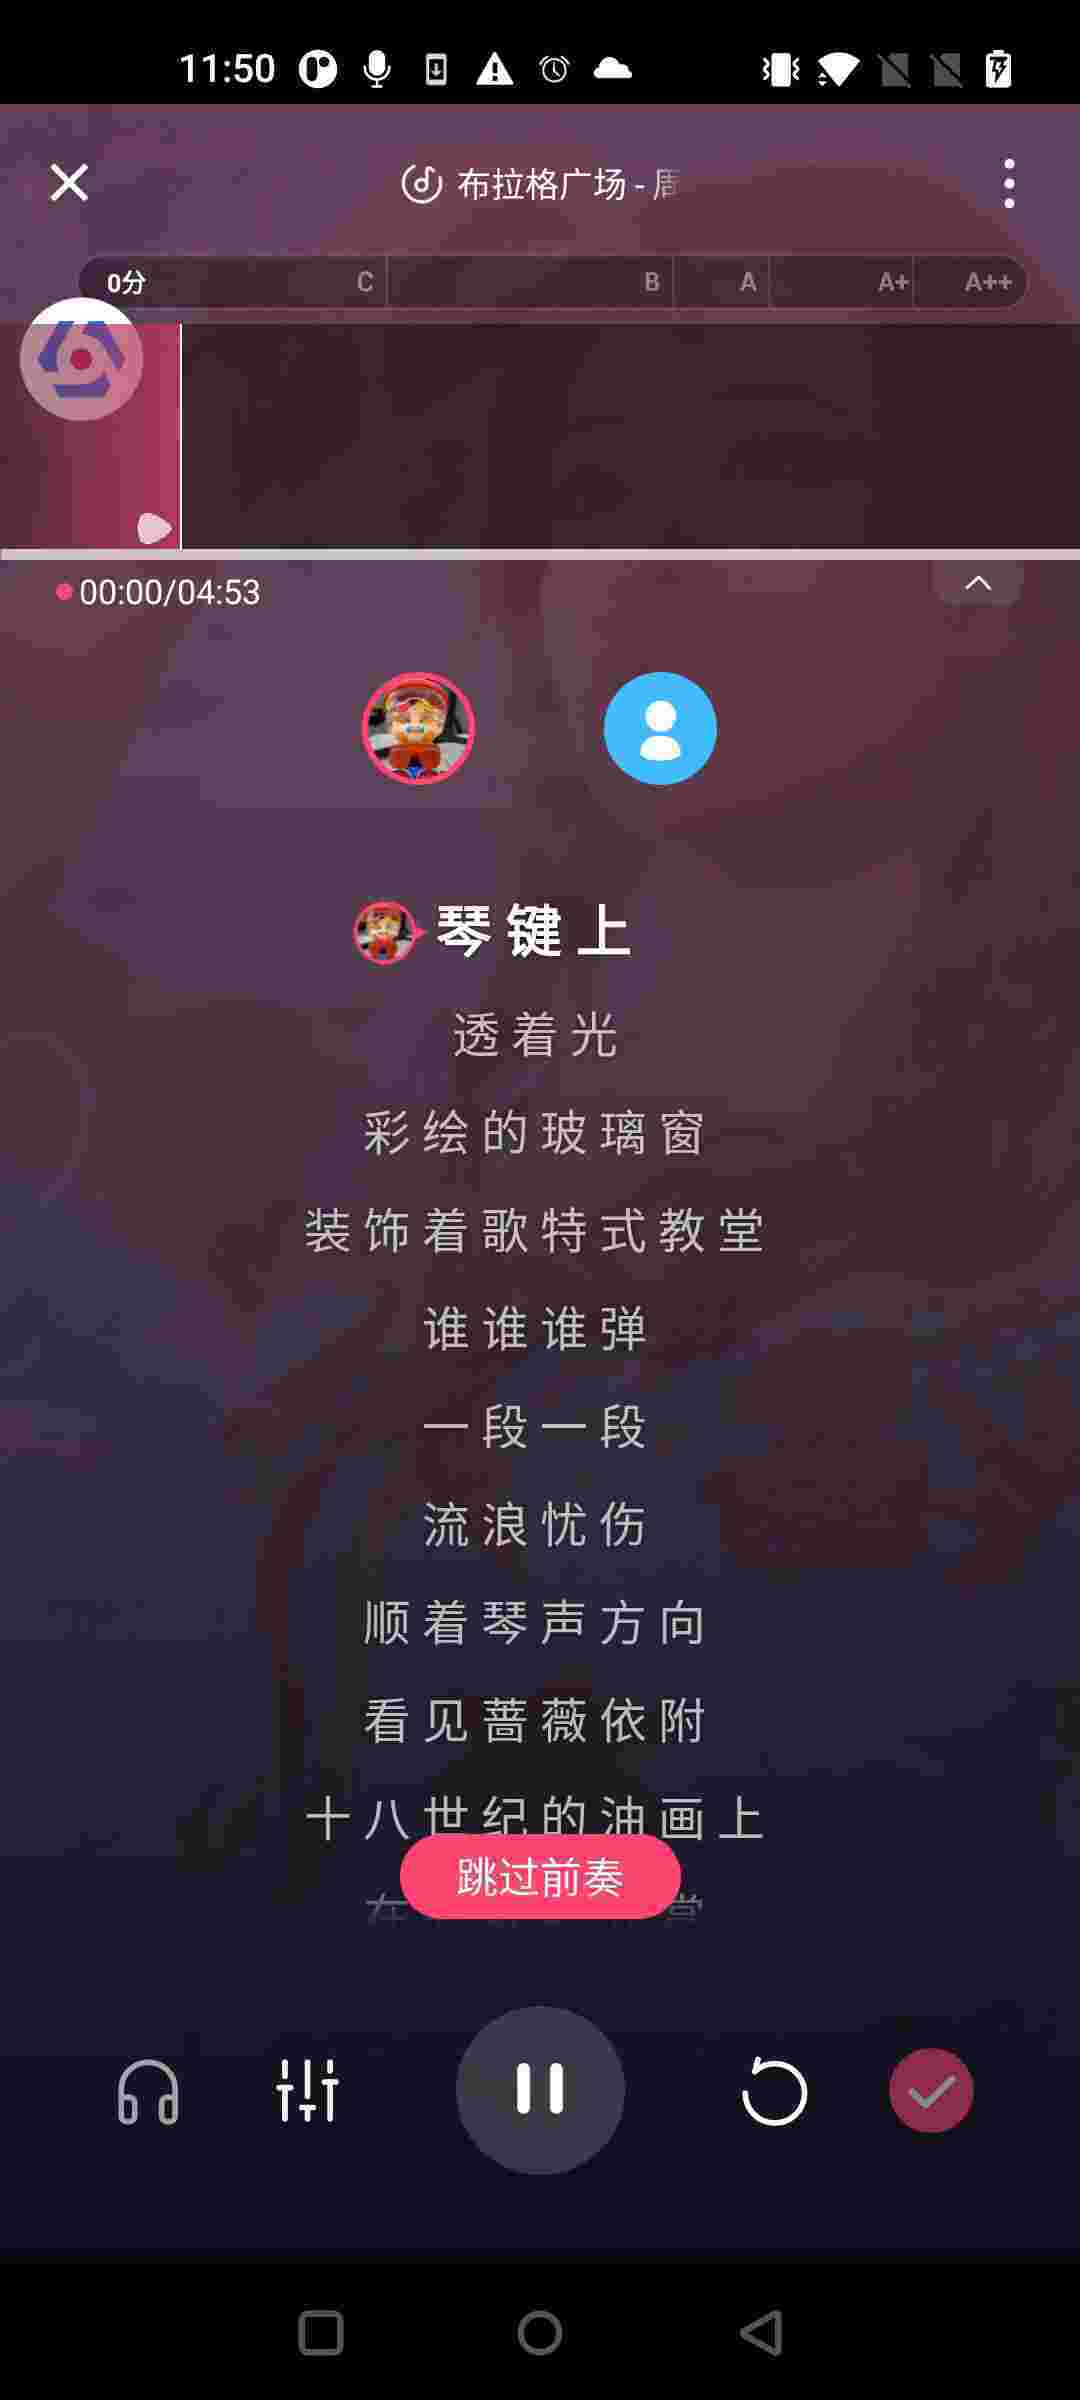 11:50
布拉格广场 - 周
0分 C B A A+ A++
00:00/04:53
琴键上
透着光
彩绘的玻璃窗
装饰着歌特式教堂
谁谁谁弹
一段一段
流浪忧伤
顺着琴声方向
看见蔷薇依附
十八世纪的油画上
跳过前奏